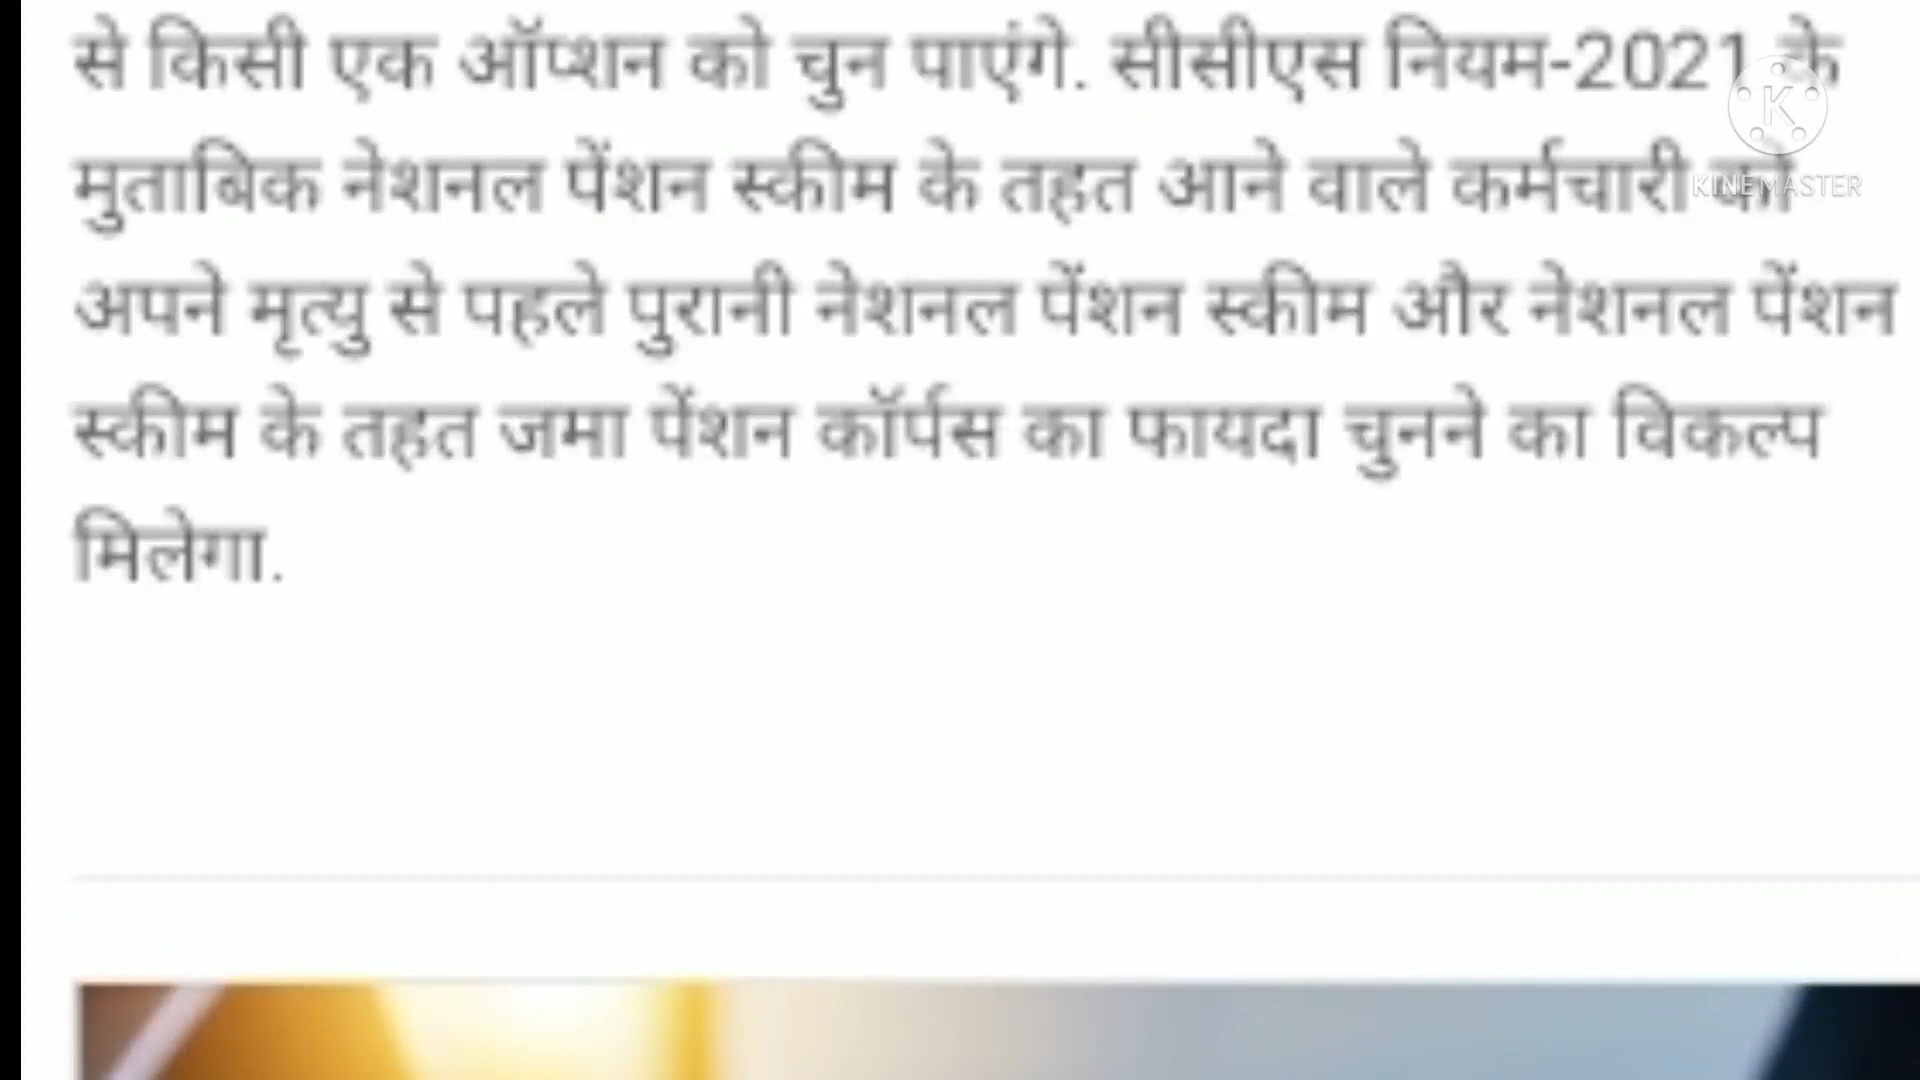 से किसी एक ऑप्शन को चुन पाएंगे. सीसीएस नियम-2021 के
मुताबिक नेशनल पेंशन स्कीम के तहत आने वाले कर्मचारी को
अपने मृत्यु से पहले पुरानी नेशनल पेंशन स्कीम और नेशनल पेंशन
स्कीम के तहत जमा पेंशन कॉर्पस का फायदा चुनने का विकल्प
मिलेगा.
K
KINEMASTER